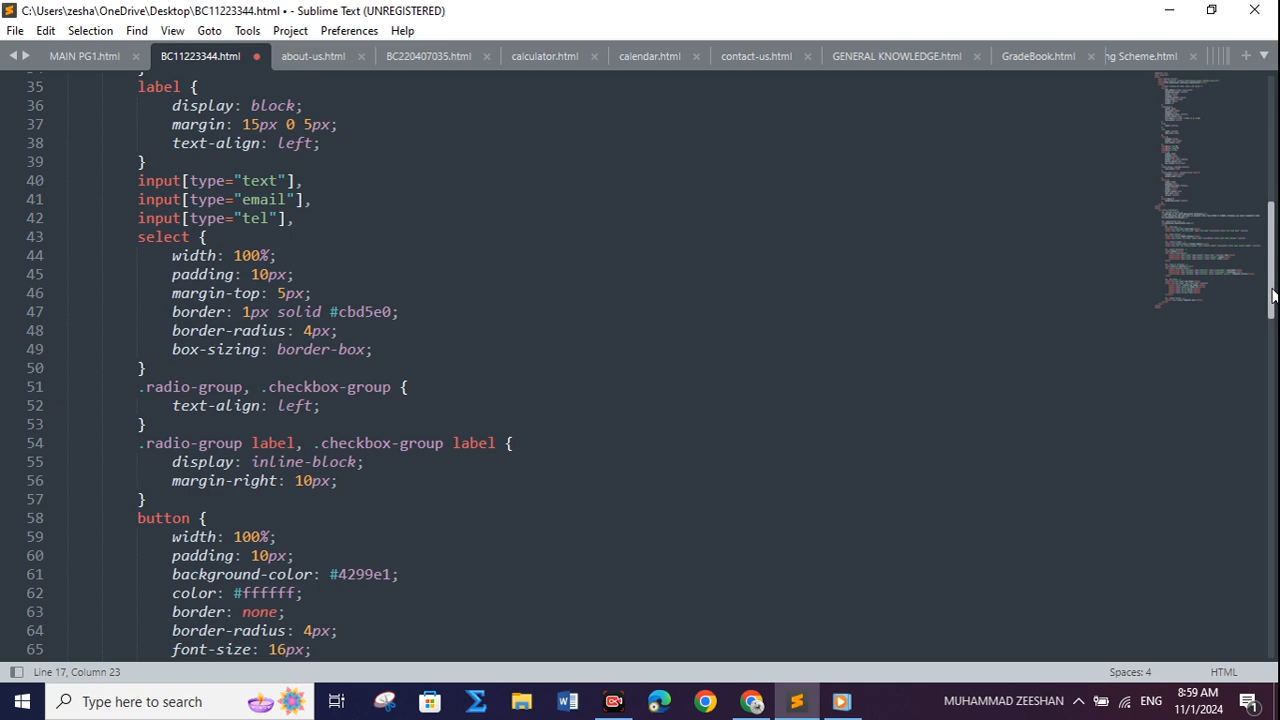 C:\Users\zesha\OneDrive\Desktop\BC11223344.html • - Sublime Text (UNREGISTERED)
File Edit Selection Find View Goto Tools Project Preferences Help
MAIN PG1.html BC11223344.html about-us.html BC220407035.html calculator.html calendar.html contact-us.html GENERAL KNOWLEDGE.html GradeBook.html ng Scheme.html
35 label {
36 display: block;
37 margin: 15px 0 5px;
38 text-align: left;
39 }
40 input[type="text"],
41 input[type="email"],
42 input[type="tel"],
43 select {
44 width: 100%;
45 padding: 10px;
46 margin-top: 5px;
47 border: 1px solid #cbd5e0;
48 border-radius: 4px;
49 box-sizing: border-box;
50 }
51 .radio-group, .checkbox-group {
52 text-align: left;
53 }
54 .radio-group label, .checkbox-group label {
55 display: inline-block;
56 margin-right: 10px;
57 }
58 button {
59 width: 100%;
60 padding: 10px;
61 background-color: #4299e1;
62 color: #ffffff;
63 border: none;
64 border-radius: 4px;
65 font-size: 16px;
Line 17, Column 23 Spaces: 4 HTML
Type here to search MUHAMMAD ZEESHAN ENG 8:59 AM
11/1/2024 1